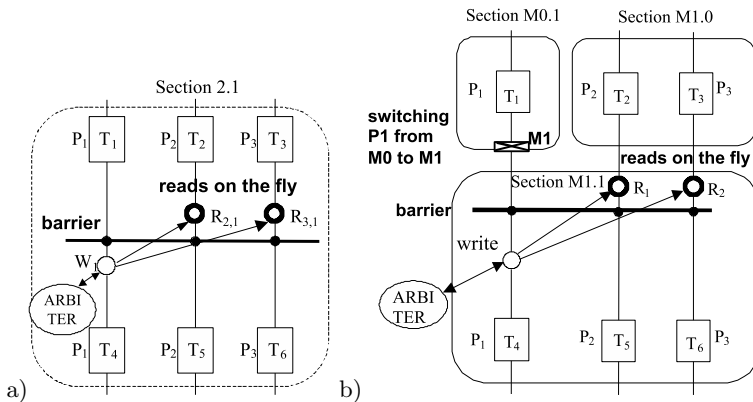 Section 2.1
P1 T1 P2 T2 P3 T3
reads on the fly
R2,1 R3,1
barrier
W1
ARBI
TER
P1 T4 P2 T5 P3 T6
a)
Section M0.1 Section M1.0
P1 T1 P2 T2 T3 P3
switching
P1 from
M0 to M1
M1
reads on the fly
Section M1.1 R1 R2
barrier
write
ARBI
TER
P1 T4 P2 T5 T6 P3
b)